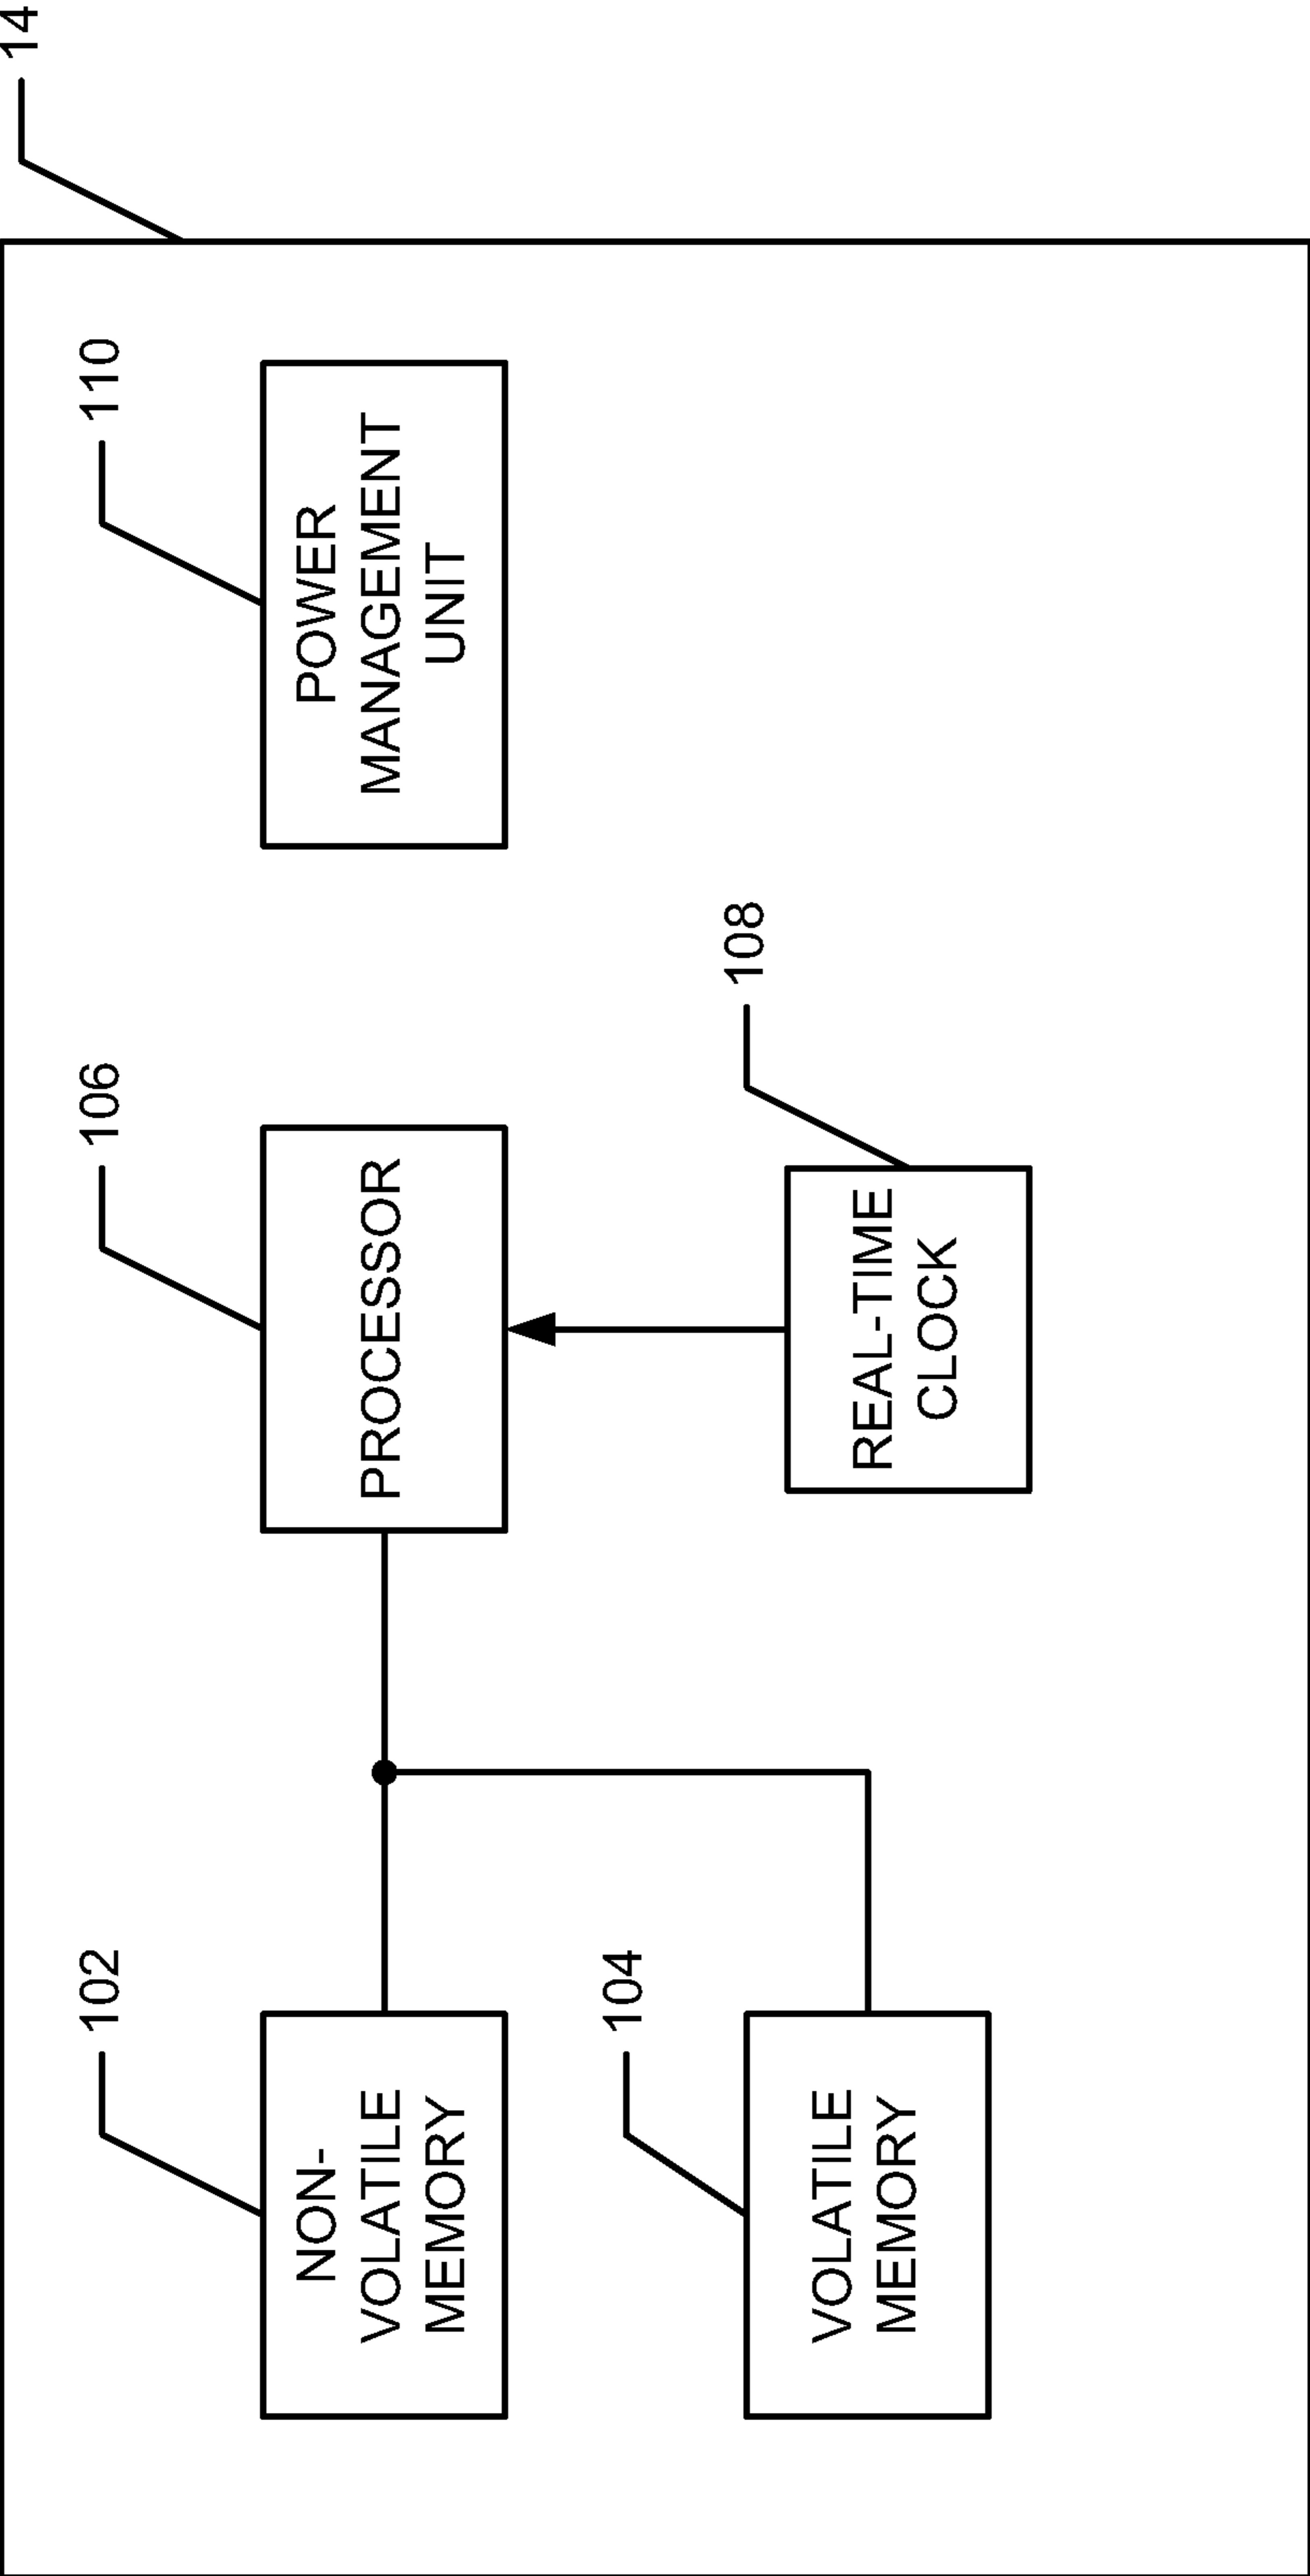 14
102
106
110
NON-
VOLATILE
MEMORY
PROCESSOR
POWER
MANAGEMENT
UNIT
104
108
VOLATILE
MEMORY
REAL-TIME
CLOCK